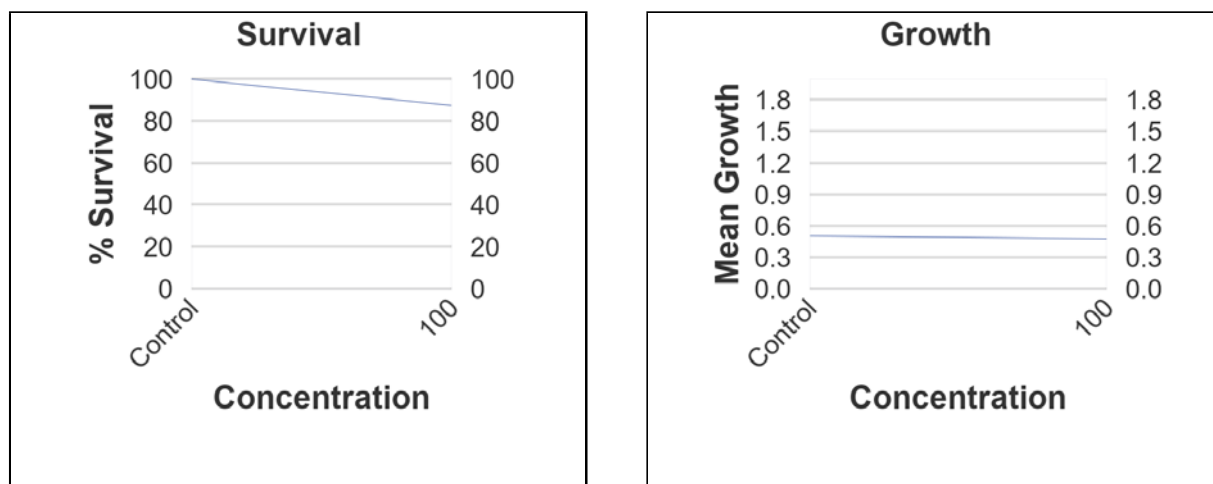 Survival
% Survival
100 100
80 80
60 60
40 40
20 20
0 0
Control 100
Concentration
Growth
Mean Growth
1.8 1.8
1.5 1.5
1.2 1.2
0.9 0.9
0.6 0.6
0.3 0.3
0.0 0.0
Control 100
Concentration